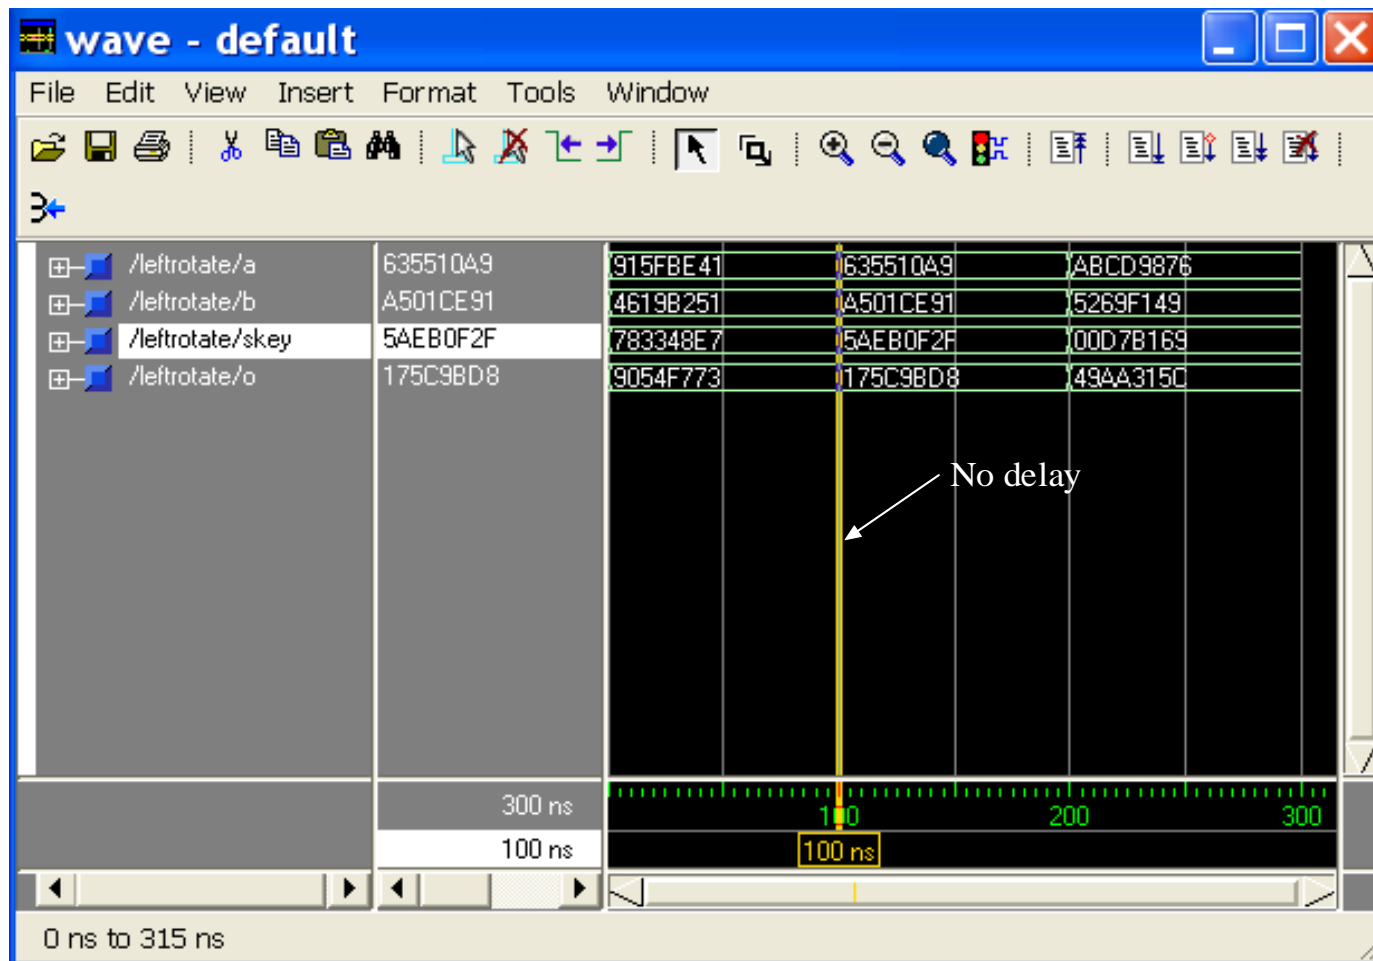 wave - default
File Edit View Insert Format Tools Window
/leftrotate/a 635510A9 915FBE41 635510A9 ABCD9876
/leftrotate/b A501CE91 4619B251 A501CE91 5269F149
/leftrotate/skey 5AEB0F2F 783348E7 5AEB0F2F 00D7B169
/leftrotate/o 175C9BD8 9054F773 175C9BD8 49AA315C
No delay
300 ns 100 200 300
100 ns 100 ns
0 ns to 315 ns